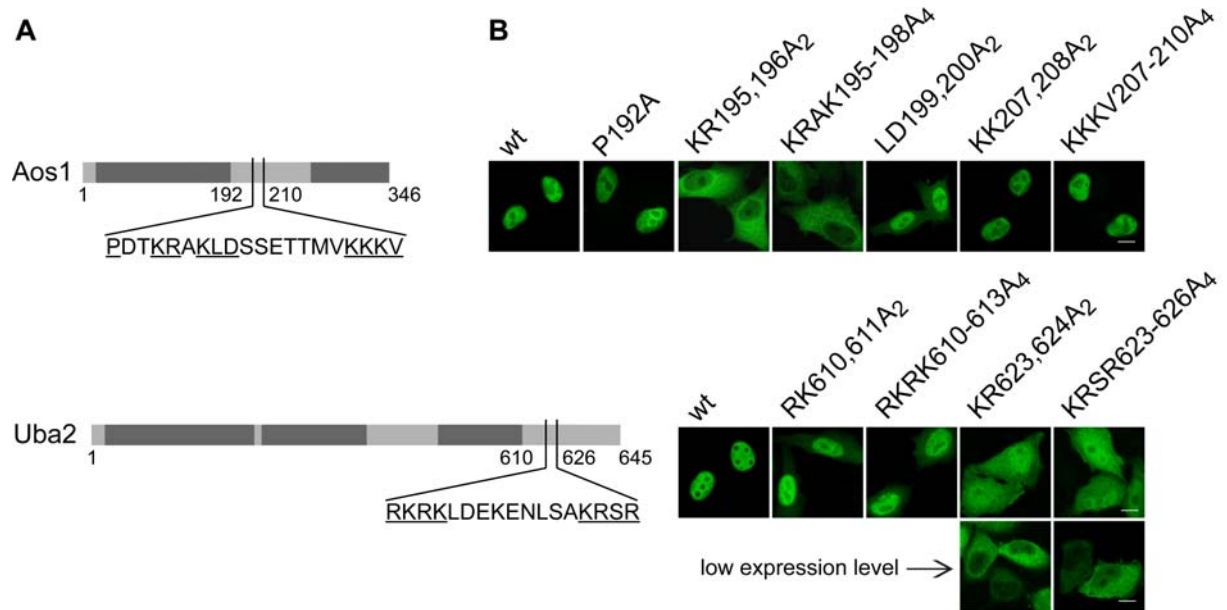 A
Aos1
1 192 210 346
PDTKRAKLDSSETTMVKKKV
Uba2
1 610 626 645
RKRKLDEKENLSAKRSR
B
wt P192A KR195,196A₂ KRAK195-198A₄ LD199,200A₂ KK207,208A₂ KKKV207-210A₄
wt RK610,611A₂ RKRK610-613A₄ KR623,624A₂ KRSR623-626A₄
low expression level